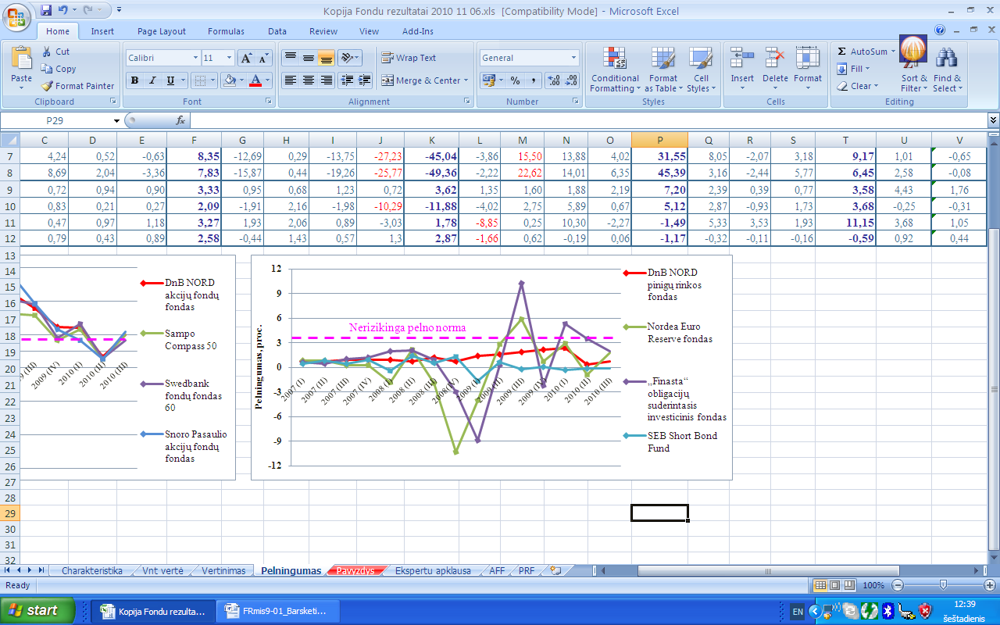 Kopija Fondu rezultatai 2010 11 06.xls [Compatibility Mode] - Microsoft Excel
Home Insert Page Layout Formulas Data Review View Add-Ins
Paste Cut Copy Format Painter Clipboard
Calibri 11 B I U A Font
Wrap Text Merge & Center Alignment
General % , Number
Conditional Formatting Format as Table Cell Styles Styles
Insert Delete Format Cells
Σ AutoSum Fill Clear Sort & Filter Find & Select Editing
P29 fx
C D E F G H I J K L M N O P Q R S T U V
7 4,24 0,52 -0,63 8,35 -12,69 0,29 -13,75 -27,23 -45,04 -3,86 15,50 13,88 4,02 31,55 8,05 -2,07 3,18 9,17 1,01 -0,65
8 8,69 2,04 -3,36 7,83 -15,87 0,44 -19,26 -25,77 -49,36 -2,22 22,62 14,01 6,35 45,39 3,16 -2,44 5,77 6,45 2,58 -0,08
9 0,72 0,94 0,90 3,33 0,95 0,68 1,23 0,72 3,62 1,35 1,60 1,88 2,19 7,20 2,39 0,39 0,77 3,58 4,43 1,76
10 0,83 0,21 0,27 2,09 -1,91 2,16 -1,98 -10,29 -11,88 -4,02 2,75 5,89 0,67 5,12 2,87 -0,93 1,73 3,68 -0,25 -0,31
11 0,47 0,97 1,18 3,27 1,93 2,06 0,89 -3,03 1,78 -8,85 0,25 10,30 -2,27 -1,49 5,33 3,53 1,93 11,15 3,68 1,05
12 0,79 0,43 0,89 2,58 -0,44 1,43 0,57 1,3 2,87 -1,66 0,62 -0,19 0,06 -1,17 -0,32 -0,11 -0,16 -0,59 0,92 0,44
13
14
15
16
17
18
19
20
21
22
23
24
25
26
27
28
29
30
31
32
DnB NORD
akcijų fondų
fondas
Sampo
Compass 50
Swedbank
fondų fondas
60
Snoro Pasaulio
akcijų fondų
fondas
2009 (IV)
2010 (I)
2010 (II)
2010 (III)
Pelningumas, proc.
12
9
6
3
0
-3
-6
-9
-12
Nerizikinga pelno norma
2007 (I)
2007 (II)
2007 (III)
2007 (IV)
2008 (I)
2008 (II)
2008 (III)
2008 (IV)
2009 (I)
2009 (II)
2009 (III)
2009 (IV)
2010 (I)
2010 (II)
2010 (III)
DnB NORD
pinigų rinkos
fondas
Nordea Euro
Reserve fondas
„Finasta“
obligacijų
suderintasis
investicinis fondas
SEB Short Bond
Fund
Charakteristika Vnt vertė Vertinimas Pelningumas Pavyzdys Ekspertu apklausa AFF PRF
Ready 100%
start Kopija Fondu rezulta... FRmis9-01_Barsketi... EN 12:39
šeštadienis